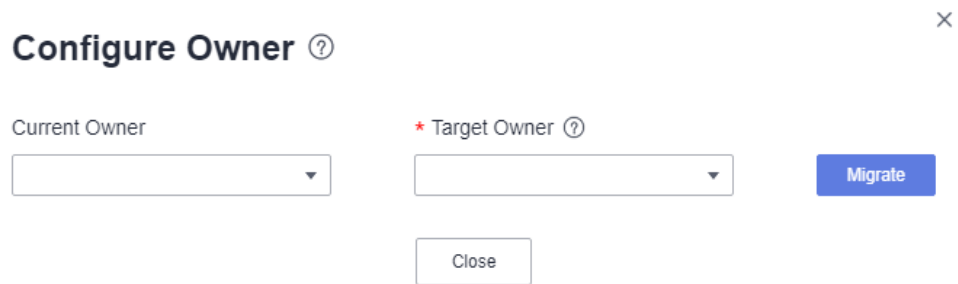 Configure Owner ?
Current Owner
* Target Owner ?
Migrate
Close